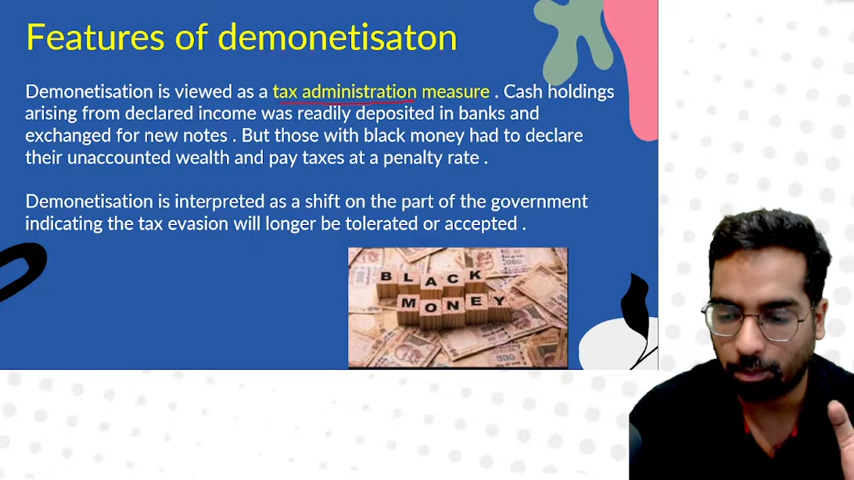 Features of demonetisaton
Demonetisation is viewed as a tax administration measure . Cash holdings
arising from declared income was readily deposited in banks and
exchanged for new notes . But those with black money had to declare
their unaccounted wealth and pay taxes at a penalty rate .
Demonetisation is interpreted as a shift on the part of the government
indicating the tax evasion will longer be tolerated or accepted .
BLACK
MONEY